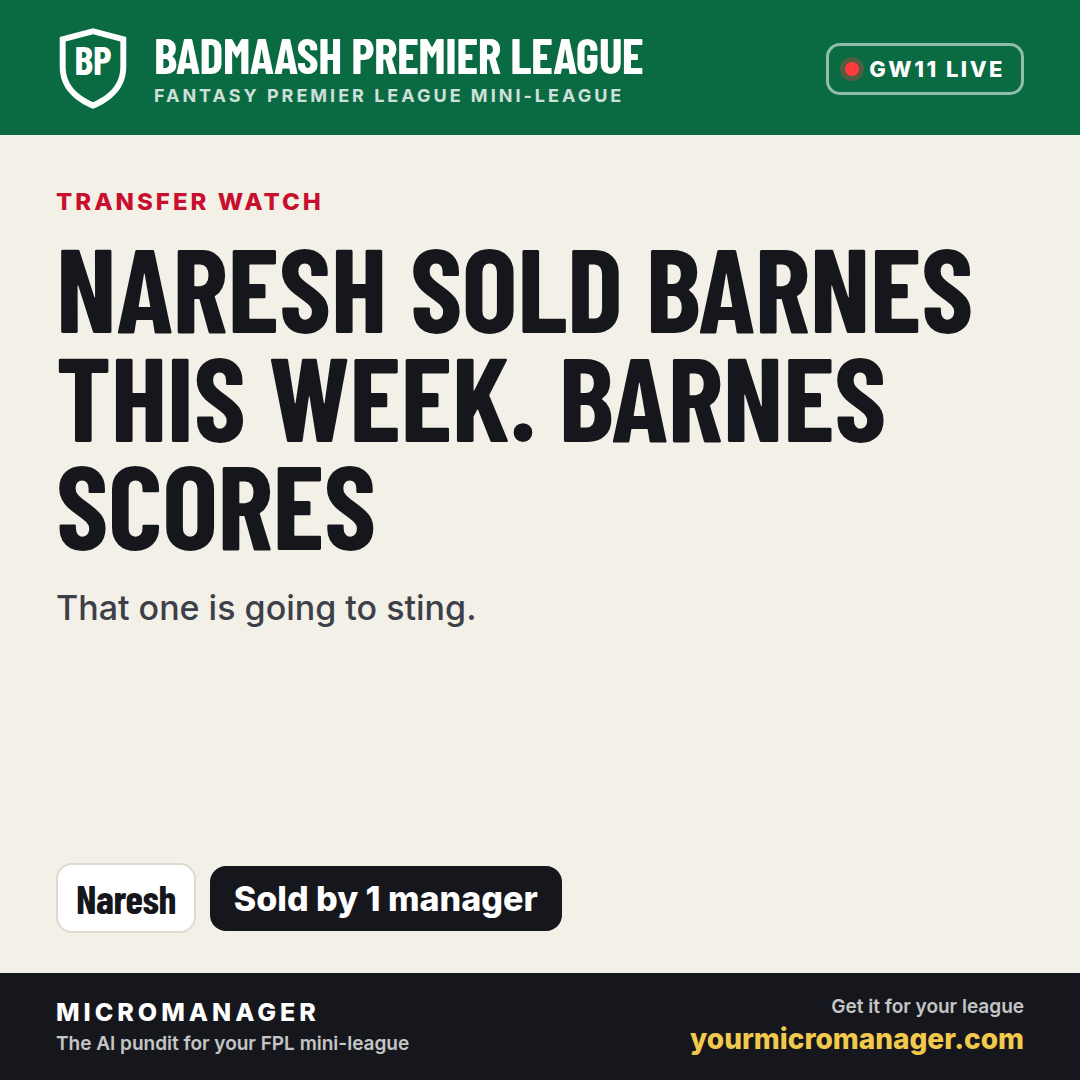 BP
BADMAASH PREMIER LEAGUE
FANTASY PREMIER LEAGUE MINI-LEAGUE
GW11 LIVE
TRANSFER WATCH
NARESH SOLD BARNES
THIS WEEK. BARNES
SCORES
That one is going to sting.
Naresh
Sold by 1 manager
MICROMANAGER
The AI pundit for your FPL mini-league
Get it for your league
yourmicromanager.com